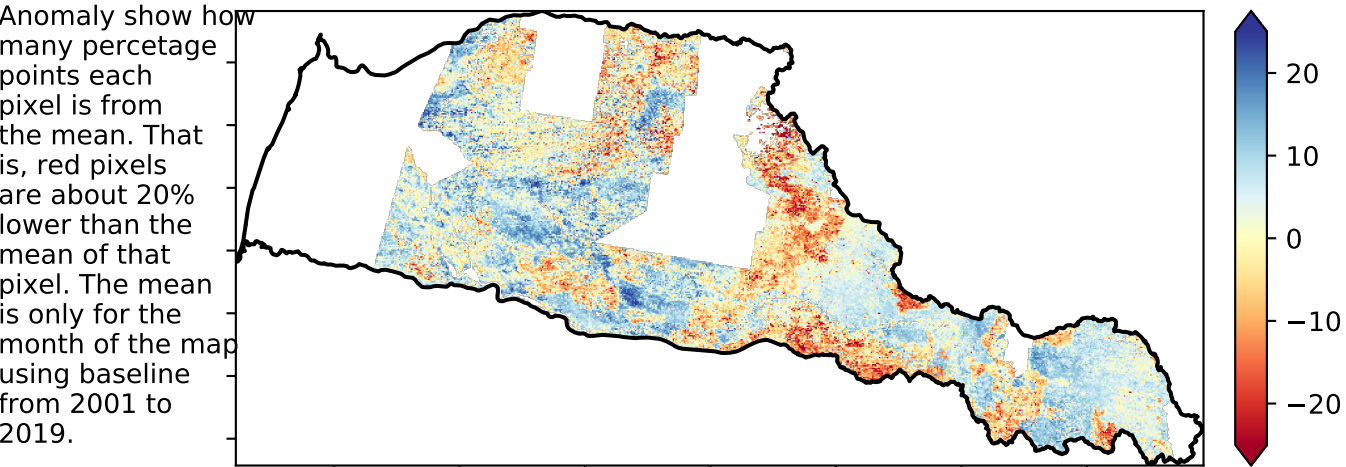 Anomaly show how
many percetage
points each
pixel is from
the mean. That
is, red pixels
are about 20%
lower than the
mean of that
pixel. The mean
is only for the
month of the map
using baseline
from 2001 to
2019.
20
10
0
−10
−20